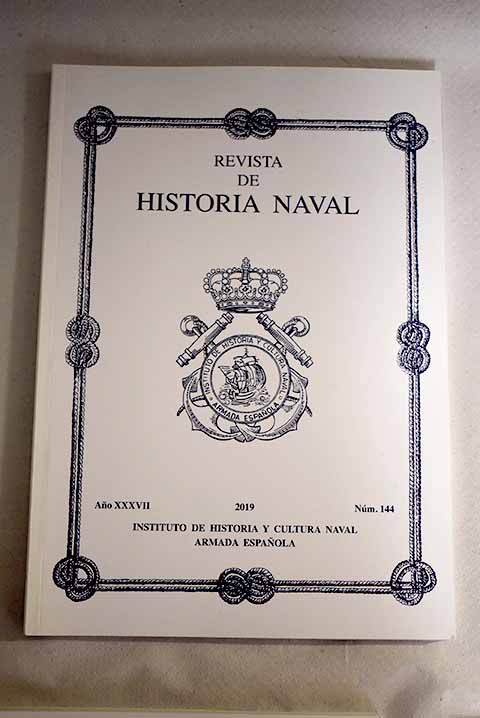 REVISTA
DE
HISTORIA NAVAL
INSTITUTO DE HISTORIA Y CULTURA NAVAL
ARMADA ESPAÑOLA
Año XXXVII 2019 Núm. 144
INSTITUTO DE HISTORIA Y CULTURA NAVAL
ARMADA ESPAÑOLA